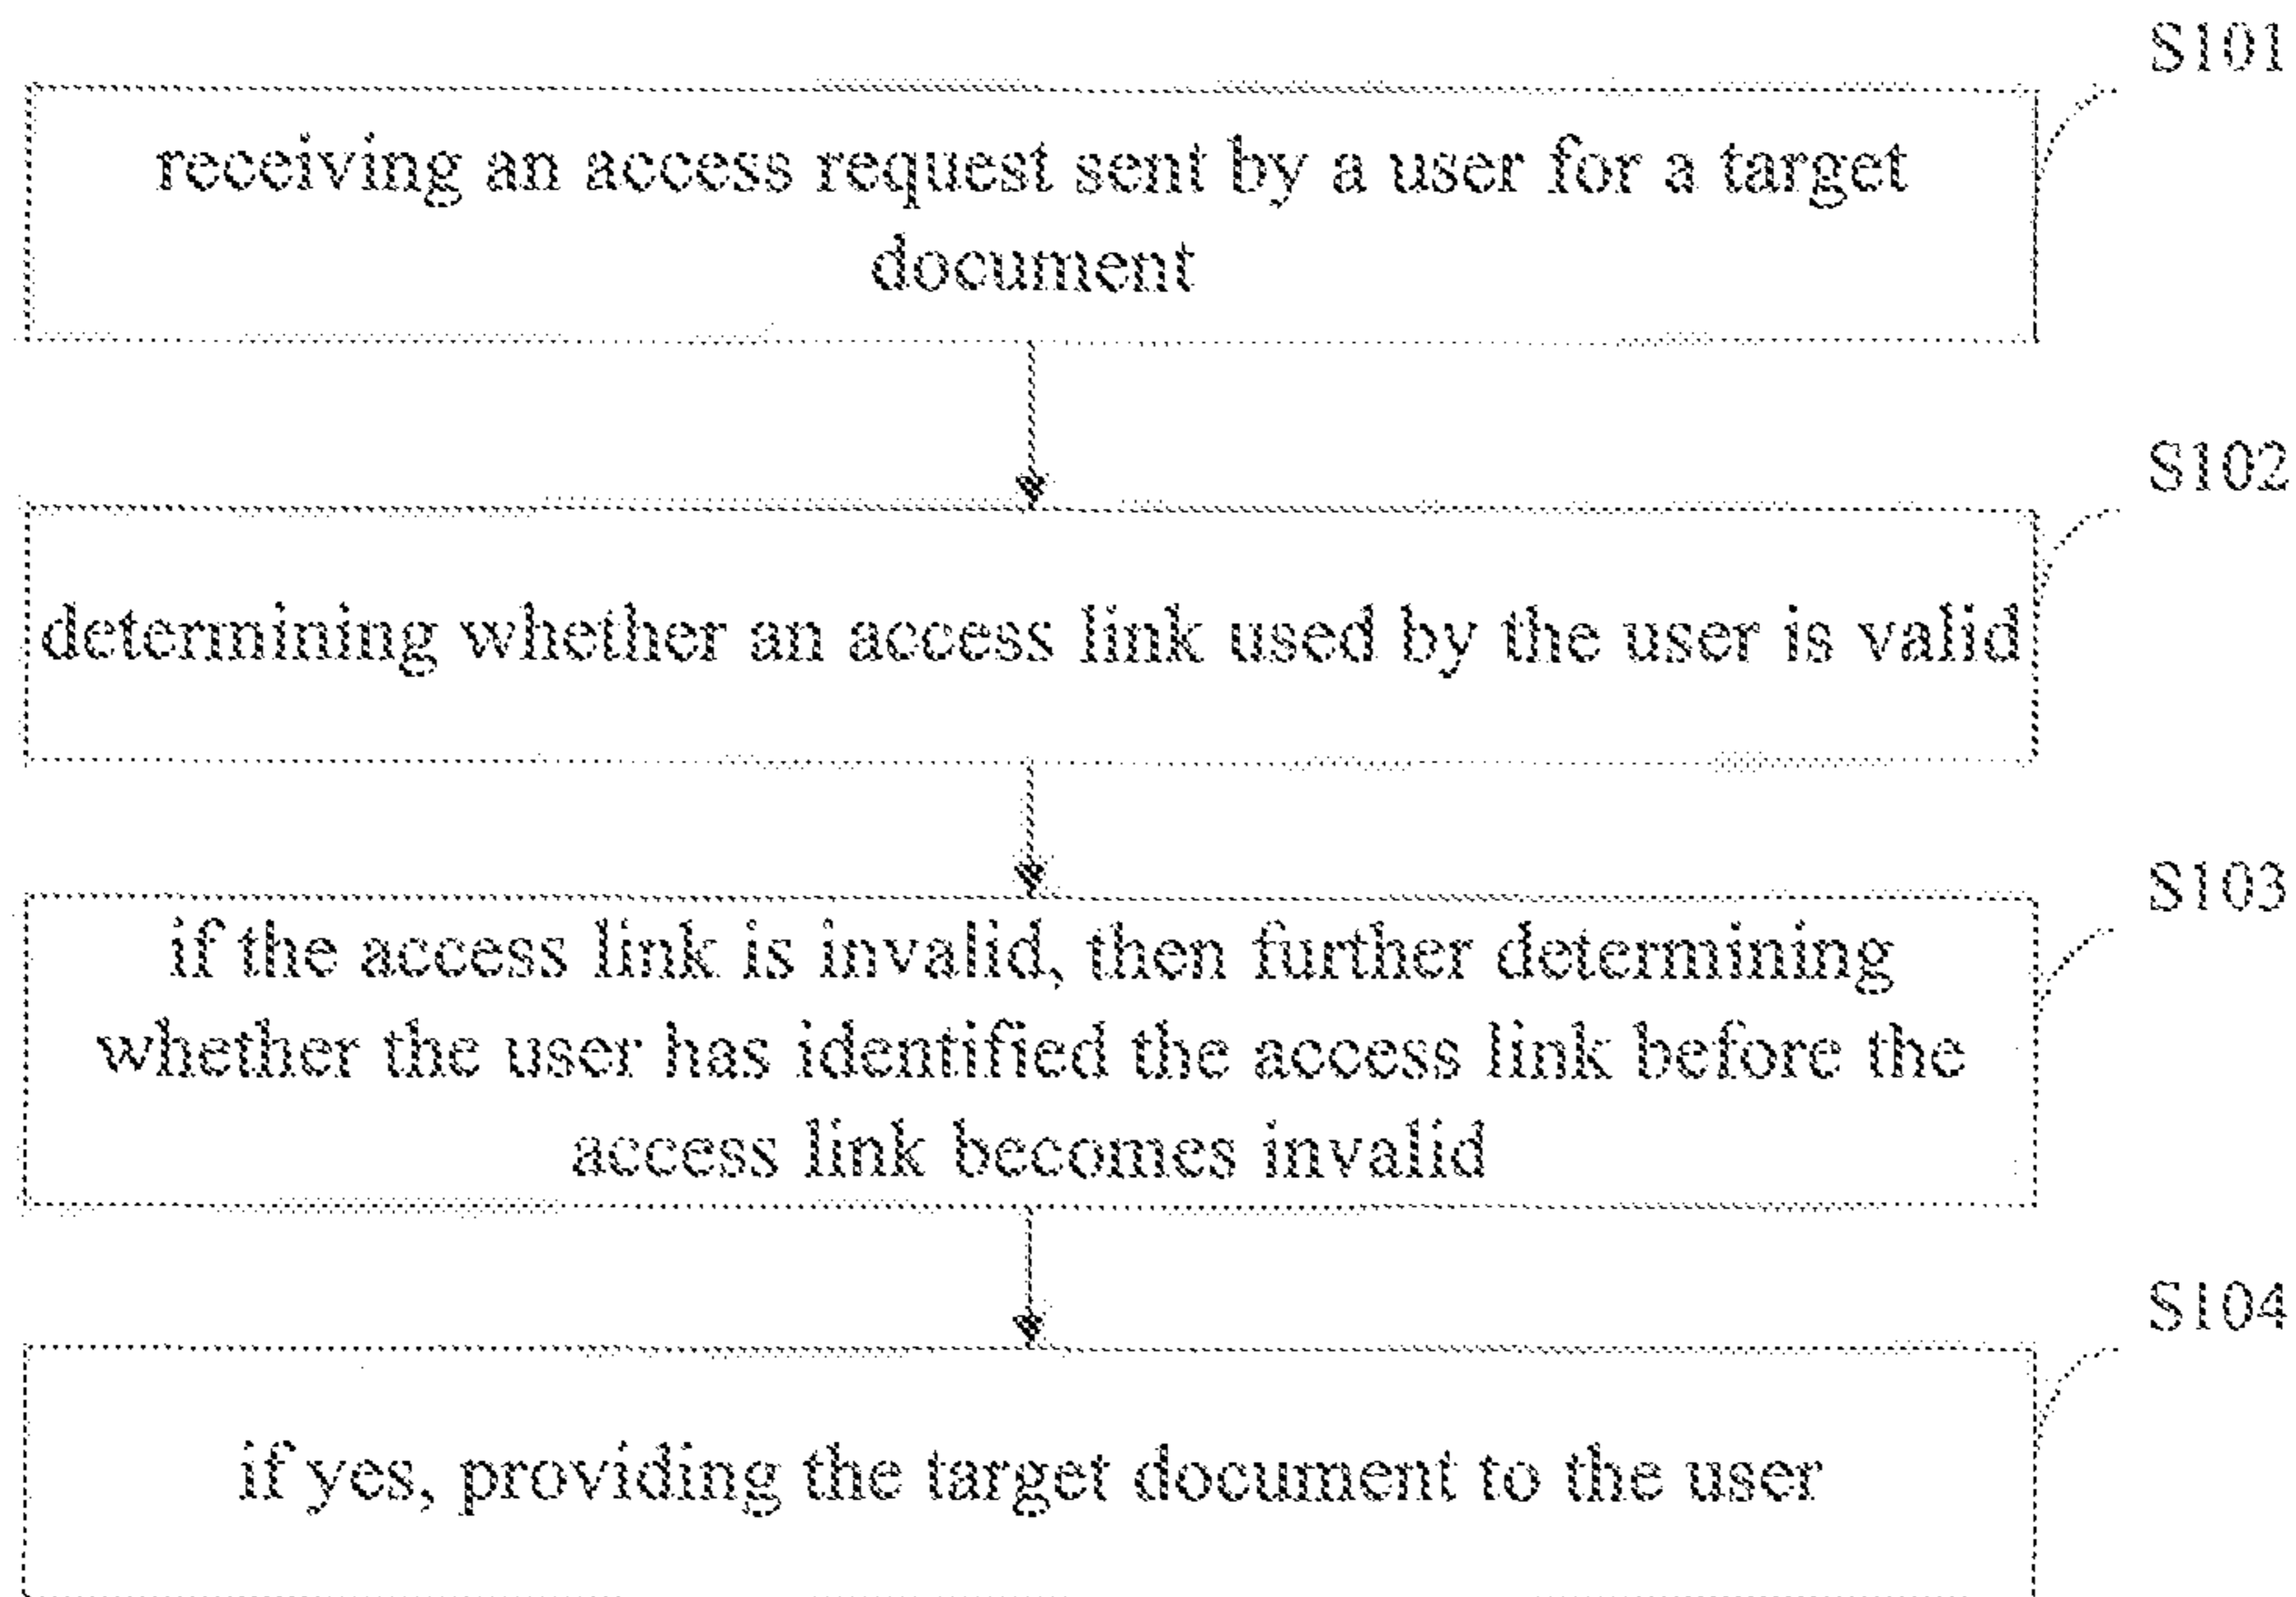 S101
receiving an access request sent by a user for a target
document
S102
determining whether an access link used by the user is valid
S103
if the access link is invalid, then further determining
whether the user has identified the access link before the
access link becomes invalid
S104
if yes, providing the target document to the user